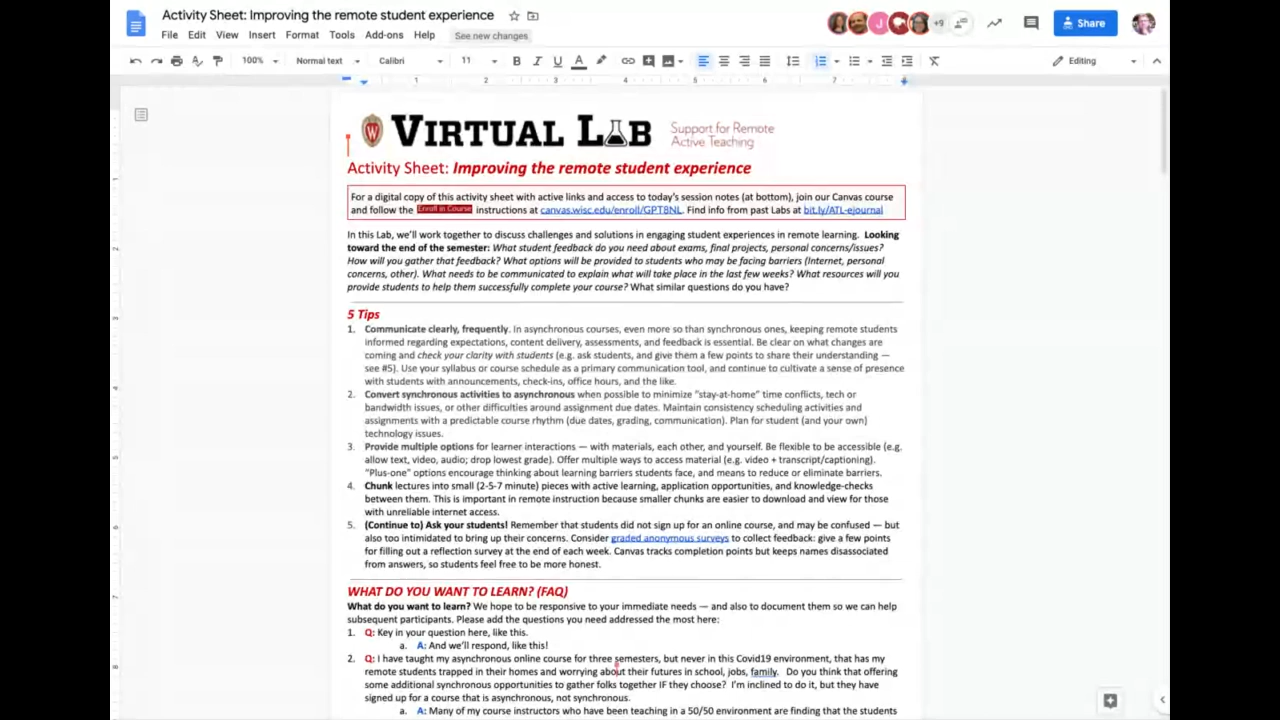 Activity Sheet: Improving the remote student experience
+9
Share
File Edit View Insert Format Tools Add-ons Help See new changes
100% Normal text Calibri 11 B I U A Editing
1 2 3 4 5 6 7
VIRTUAL LAB Support for Remote
Active Teaching
Activity Sheet: Improving the remote student experience
For a digital copy of this activity sheet with active links and access to today's session notes (at bottom), join our Canvas course
and follow the Enroll in Course instructions at canvas.wisc.edu/enroll/GPT8NL. Find info from past Labs at bit.ly/ATL-ejournal
In this Lab, we'll work together to discuss challenges and solutions in engaging student experiences in remote learning. Looking
toward the end of the semester: What student feedback do you need about exams, final projects, personal concerns/issues?
How will you gather that feedback? What options will be provided to students who may be facing barriers (Internet, personal
concerns, other). What needs to be communicated to explain what will take place in the last few weeks? What resources will you
provide students to help them successfully complete your course? What similar questions do you have?
5 Tips
1. Communicate clearly, frequently. In asynchronous courses, even more so than synchronous ones, keeping remote students
informed regarding expectations, content delivery, assessments, and feedback is essential. Be clear on what changes are
coming and check your clarity with students (e.g. ask students, and give them a few points to share their understanding —
see #5). Use your syllabus or course schedule as a primary communication tool, and continue to cultivate a sense of presence
with students with announcements, check-ins, office hours, and the like.
2. Convert synchronous activities to asynchronous when possible to minimize "stay-at-home" time conflicts, tech or
bandwidth issues, or other difficulties around assignment due dates. Maintain consistency scheduling activities and
assignments with a predictable course rhythm (due dates, grading, communication). Plan for student (and your own)
technology issues.
3. Provide multiple options for learner interactions — with materials, each other, and yourself. Be flexible to be accessible (e.g.
allow text, video, audio; drop lowest grade). Offer multiple ways to access material (e.g. video + transcript/captioning).
"Plus-one" options encourage thinking about learning barriers students face, and means to reduce or eliminate barriers.
4. Chunk lectures into small (2-5-7 minute) pieces with active learning, application opportunities, and knowledge-checks
between them. This is important in remote instruction because smaller chunks are easier to download and view for those
with unreliable internet access.
5. (Continue to) Ask your students! Remember that students did not sign up for an online course, and may be confused — but
also too intimidated to bring up their concerns. Consider graded anonymous surveys to collect feedback: give a few points
for filling out a reflection survey at the end of each week. Canvas tracks completion points but keeps names disassociated
from answers, so students feel free to be more honest.
WHAT DO YOU WANT TO LEARN? (FAQ)
What do you want to learn? We hope to be responsive to your immediate needs — and also to document them so we can help
subsequent participants. Please add the questions you need addressed the most here:
1. Q: Key in your question here, like this.
a. A: And we'll respond, like this!
2. Q: I have taught my asynchronous online course for three semesters, but never in this Covid19 environment, that has my
remote students trapped in their homes and worrying about their futures in school, jobs, family. Do you think that offering
some additional synchronous opportunities to gather folks together IF they choose? I'm inclined to do it, but they have
signed up for a course that is asynchronous, not synchronous.
a. A: Many of my course instructors who have been teaching in a 50/50 environment are finding that the students